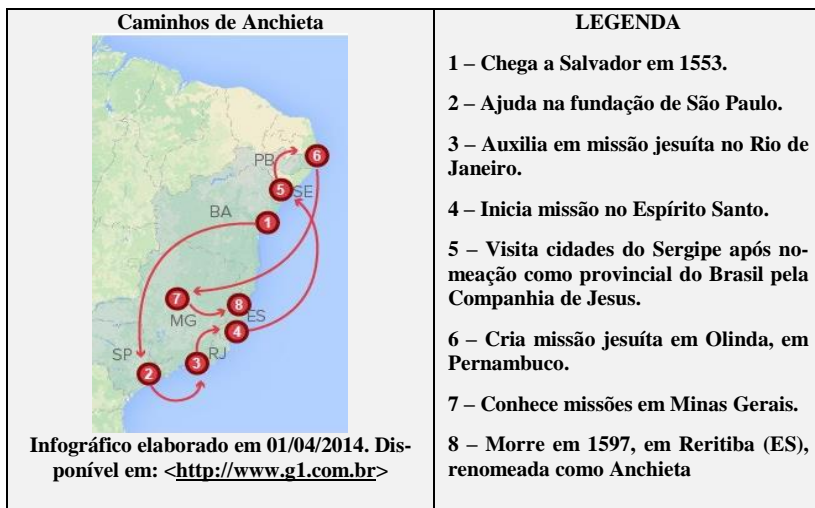 Caminhos de Anchieta
PB
6
5
SE
BA
1
7
8
MG
ES
4
SP
RJ
3
2
Infográfico elaborado em 01/04/2014. Dis-
ponível em: <http://www.g1.com.br>
LEGENDA
1 – Chega a Salvador em 1553.
2 – Ajuda na fundação de São Paulo.
3 – Auxilia em missão jesuíta no Rio de
Janeiro.
4 – Inicia missão no Espírito Santo.
5 – Visita cidades do Sergipe após no-
meação como provincial do Brasil pela
Companhia de Jesus.
6 – Cria missão jesuíta em Olinda, em
Pernambuco.
7 – Conhece missões em Minas Gerais.
8 – Morre em 1597, em Reritiba (ES),
renomeada como Anchieta